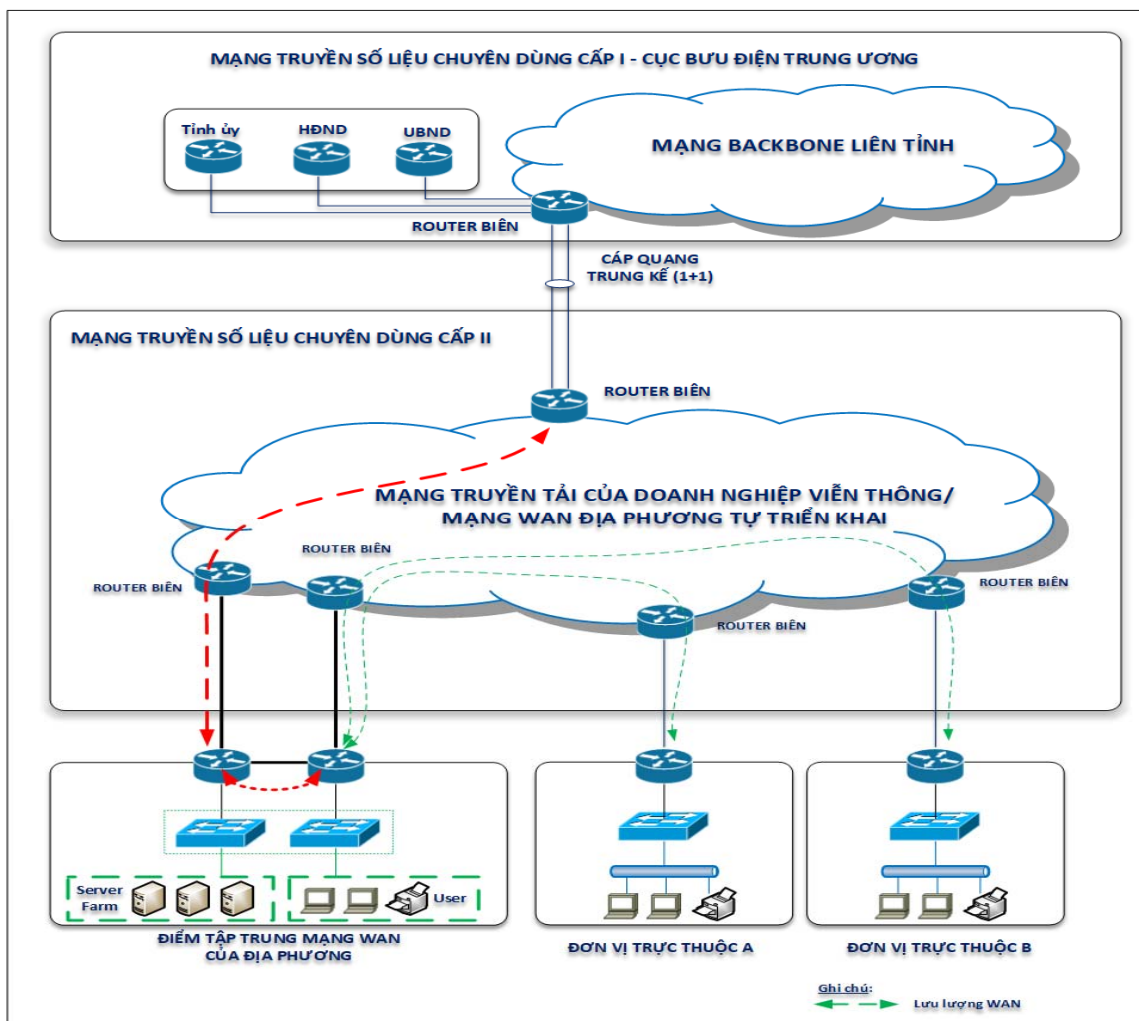 MẠNG TRUYỀN SỐ LIỆU CHUYÊN DÙNG CẤP I - CỤC BƯU ĐIỆN TRUNG ƯƠNG
Tỉnh ủy
HĐND
UBND
MẠNG BACKBONE LIÊN TỈNH
ROUTER BIÊN
CÁP QUANG
TRUNG KẾ (1+1)
MẠNG TRUYỀN SỐ LIỆU CHUYÊN DÙNG CẤP II
ROUTER BIÊN
MẠNG TRUYỀN TẢI CỦA DOANH NGHIỆP VIỄN THÔNG/
MẠNG WAN ĐỊA PHƯƠNG TỰ TRIỂN KHAI
ROUTER BIÊN
ROUTER BIÊN
ROUTER BIÊN
ROUTER BIÊN
Server
Farm
User
ĐIỂM TẬP TRUNG MẠNG WAN
CỦA ĐỊA PHƯƠNG
ĐƠN VỊ TRỰC THUỘC A
ĐƠN VỊ TRỰC THUỘC B
Ghi chú:
Lưu lượng WAN